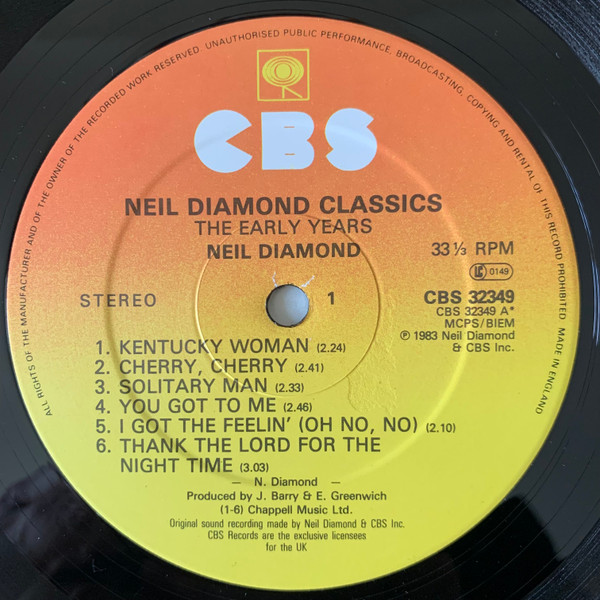 ALL RIGHTS OF THE MANUFACTURER AND OF THE OWNER OF THE RECORDED WORK RESERVED. UNAUTHORISED PUBLIC PERFORMANCE, BROADCASTING, COPYING AND RENTAL OF THIS RECORD PROHIBITED. MADE IN ENGLAND
CBS
NEIL DIAMOND CLASSICS
THE EARLY YEARS
NEIL DIAMOND
33⅓ RPM
LC 0149
STEREO
1
CBS 32349
CBS 32349 A*
MCPS/BIEM
℗ 1983 Neil Diamond
& CBS Inc.
1. KENTUCKY WOMAN (2.24)
2. CHERRY, CHERRY (2.41)
3. SOLITARY MAN (2.33)
4. YOU GOT TO ME (2.46)
5. I GOT THE FEELIN' (OH NO, NO) (2.10)
6. THANK THE LORD FOR THE
NIGHT TIME (3.03)
— N. Diamond —
Produced by J. Barry & E. Greenwich
(1-6) Chappell Music Ltd.
Original sound recording made by Neil Diamond & CBS Inc.
CBS Records are the exclusive licensees
for the UK